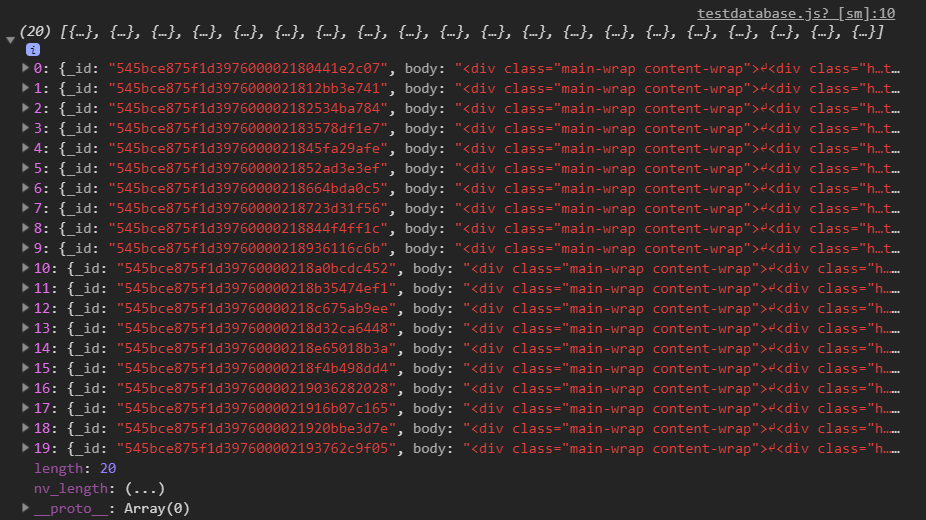 testdatabase.js? [sm]:10
(20) [{…}, {…}, {…}, {…}, {…}, {…}, {…}, {…}, {…}, {…}, {…}, {…}, {…}, {…}, {…}, {…}, {…}, {…}, {…}, {…}]
i
0: {_id: "545bce875f1d397600002180441e2c07", body: "<div class="main-wrap content-wrap">↵<div class="h…t…
1: {_id: "545bce875f1d39760000021812bb3e741", body: "<div class="main-wrap content-wrap">↵<div class="h…t…
2: {_id: "545bce875f1d39760000002182534ba784", body: "<div class="main-wrap content-wrap">↵<div class="h…t…
3: {_id: "545bce875f1d39760000002183578df1e7", body: "<div class="main-wrap content-wrap">↵<div class="h…t…
4: {_id: "545bce875f1d397600000021845fa29afe", body: "<div class="main-wrap content-wrap">↵<div class="h…t…
5: {_id: "545bce875f1d3976000000021852ad3e3ef", body: "<div class="main-wrap content-wrap">↵<div class="h…t…
6: {_id: "545bce875f1d39760000218664bda0c5", body: "<div class="main-wrap content-wrap">↵<div class="h…t…
7: {_id: "545bce875f1d39760000218723d31f56", body: "<div class="main-wrap content-wrap">↵<div class="h…t…
8: {_id: "545bce875f1d39760000218844f4ff1c", body: "<div class="main-wrap content-wrap">↵<div class="h…t…
9: {_id: "545bce875f1d39760000218936116c6b", body: "<div class="main-wrap content-wrap">↵<div class="h…t…
10: {_id: "545bce875f1d39760000218a0bcdc452", body: "<div class="main-wrap content-wrap">↵<div class="h……
11: {_id: "545bce875f1d39760000218b35474ef1", body: "<div class="main-wrap content-wrap">↵<div class="h……
12: {_id: "545bce875f1d39760000218c675ab9ee", body: "<div class="main-wrap content-wrap">↵<div class="h……
13: {_id: "545bce875f1d39760000218d32ca6448", body: "<div class="main-wrap content-wrap">↵<div class="h……
14: {_id: "545bce875f1d39760000218e65018b3a", body: "<div class="main-wrap content-wrap">↵<div class="h……
15: {_id: "545bce875f1d39760000218f4b498dd4", body: "<div class="main-wrap content-wrap">↵<div class="h……
16: {_id: "545bce875f1d39760000219036282028", body: "<div class="main-wrap content-wrap">↵<div class="h……
17: {_id: "545bce875f1d3976000021916b07c165", body: "<div class="main-wrap content-wrap">↵<div class="h……
18: {_id: "545bce875f1d3976000021920bbe3d7e", body: "<div class="main-wrap content-wrap">↵<div class="h……
19: {_id: "545bce875f1d3976000002193762c9f05", body: "<div class="main-wrap content-wrap">↵<div class="h……
length: 20
nv_length: (...)
__proto__: Array(0)